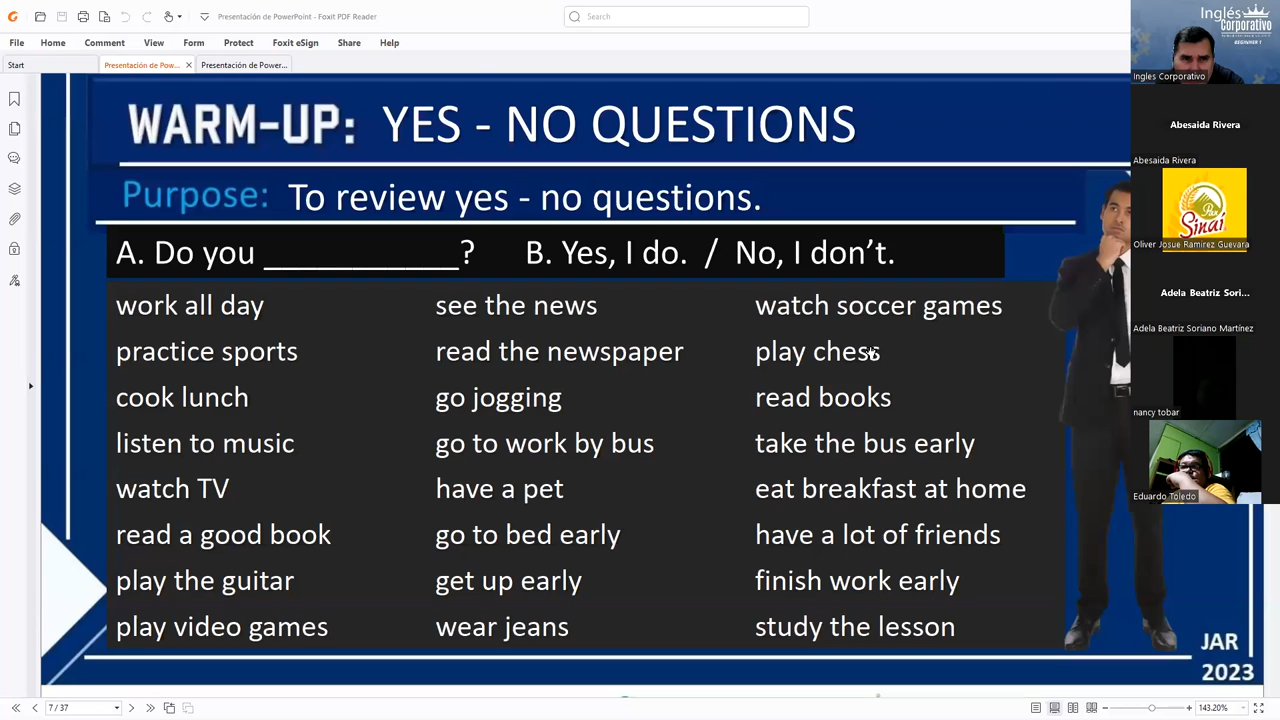 Presentación de PowerPoint - Foxit PDF Reader
Search
File Home Comment View Form Protect Foxit eSign Share Help
Start
Presentación de Pow...
Presentación de Power...
WARM-UP: YES - NO QUESTIONS
Purpose: To review yes - no questions.
A. Do you ____________? B. Yes, I do. / No, I don't.
work all day see the news watch soccer games
practice sports read the newspaper play chess
cook lunch go jogging read books
listen to music go to work by bus take the bus early
watch TV have a pet eat breakfast at home
read a good book go to bed early have a lot of friends
play the guitar get up early finish work early
play video games wear jeans study the lesson
JAR
2023
Inglés
Corporativo
BEGINNER 1
Ingles Corporativo
Abesaida Rivera
Abesaida Rivera
Pan
Sinaí
Oliver Josue Ramirez Guevara
Adela Beatriz Sori...
Adela Beatriz Soriano Martínez
nancy tobar
Eduardo Toledo
7 / 37
143.20%